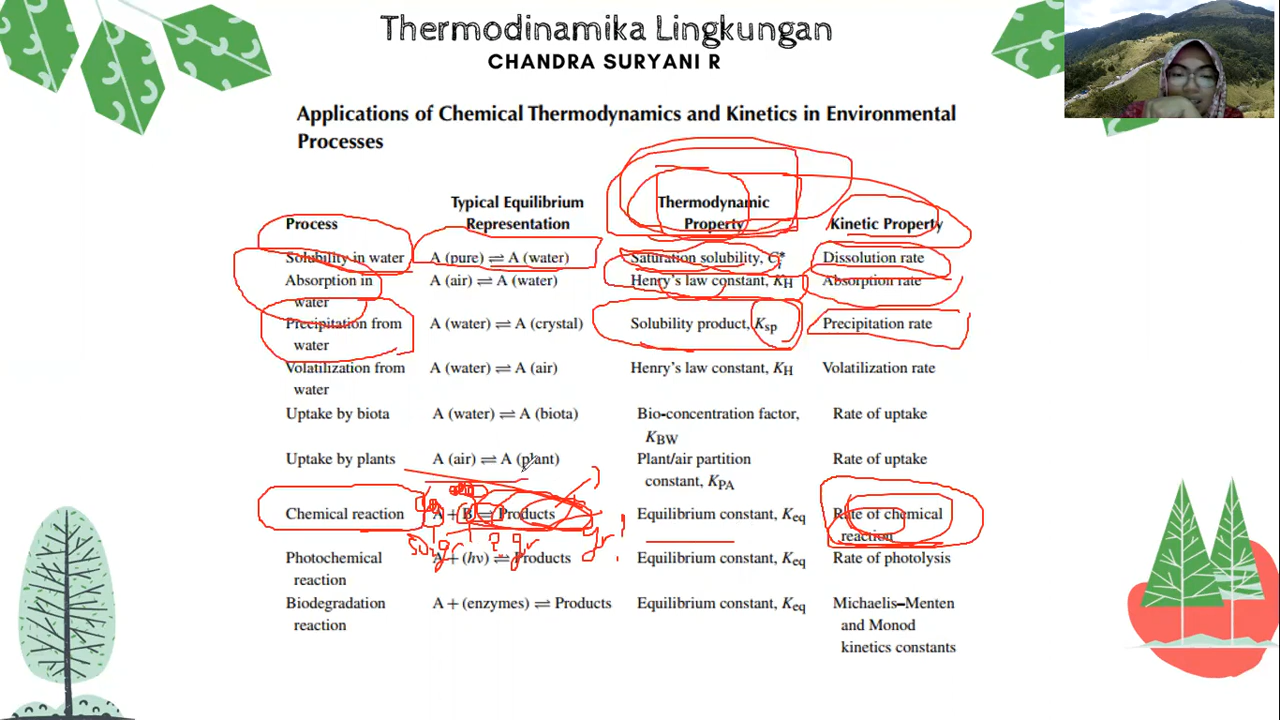 Thermodinamika Lingkungan
CHANDRA SURYANI R
Applications of Chemical Thermodynamics and Kinetics in Environmental
Processes
Process
Typical Equilibrium
Representation
Thermodynamic
Property
Kinetic Property
Solubility in water A (pure) ⇌ A (water) Saturation solubility, C*i Dissolution rate
Absorption in A (air) ⇌ A (water) Henry's law constant, KH Absorption rate
water
Precipitation from A (water) ⇌ A (crystal) Solubility product, Ksp Precipitation rate
water
Volatilization from A (water) ⇌ A (air) Henry's law constant, KH Volatilization rate
water
Uptake by biota A (water) ⇌ A (biota) Bio-concentration factor, Rate of uptake
KBW
Uptake by plants A (air) ⇌ A (plant) Plant/air partition Rate of uptake
constant, KPA
Chemical reaction A + B ⇌ Products Equilibrium constant, Keq Rate of chemical
reaction
Photochemical A + (hν) ⇌ Products Equilibrium constant, Keq Rate of photolysis
reaction
Biodegradation A + (enzymes) ⇌ Products Equilibrium constant, Keq Michaelis–Menten
reaction and Monod
kinetics constants